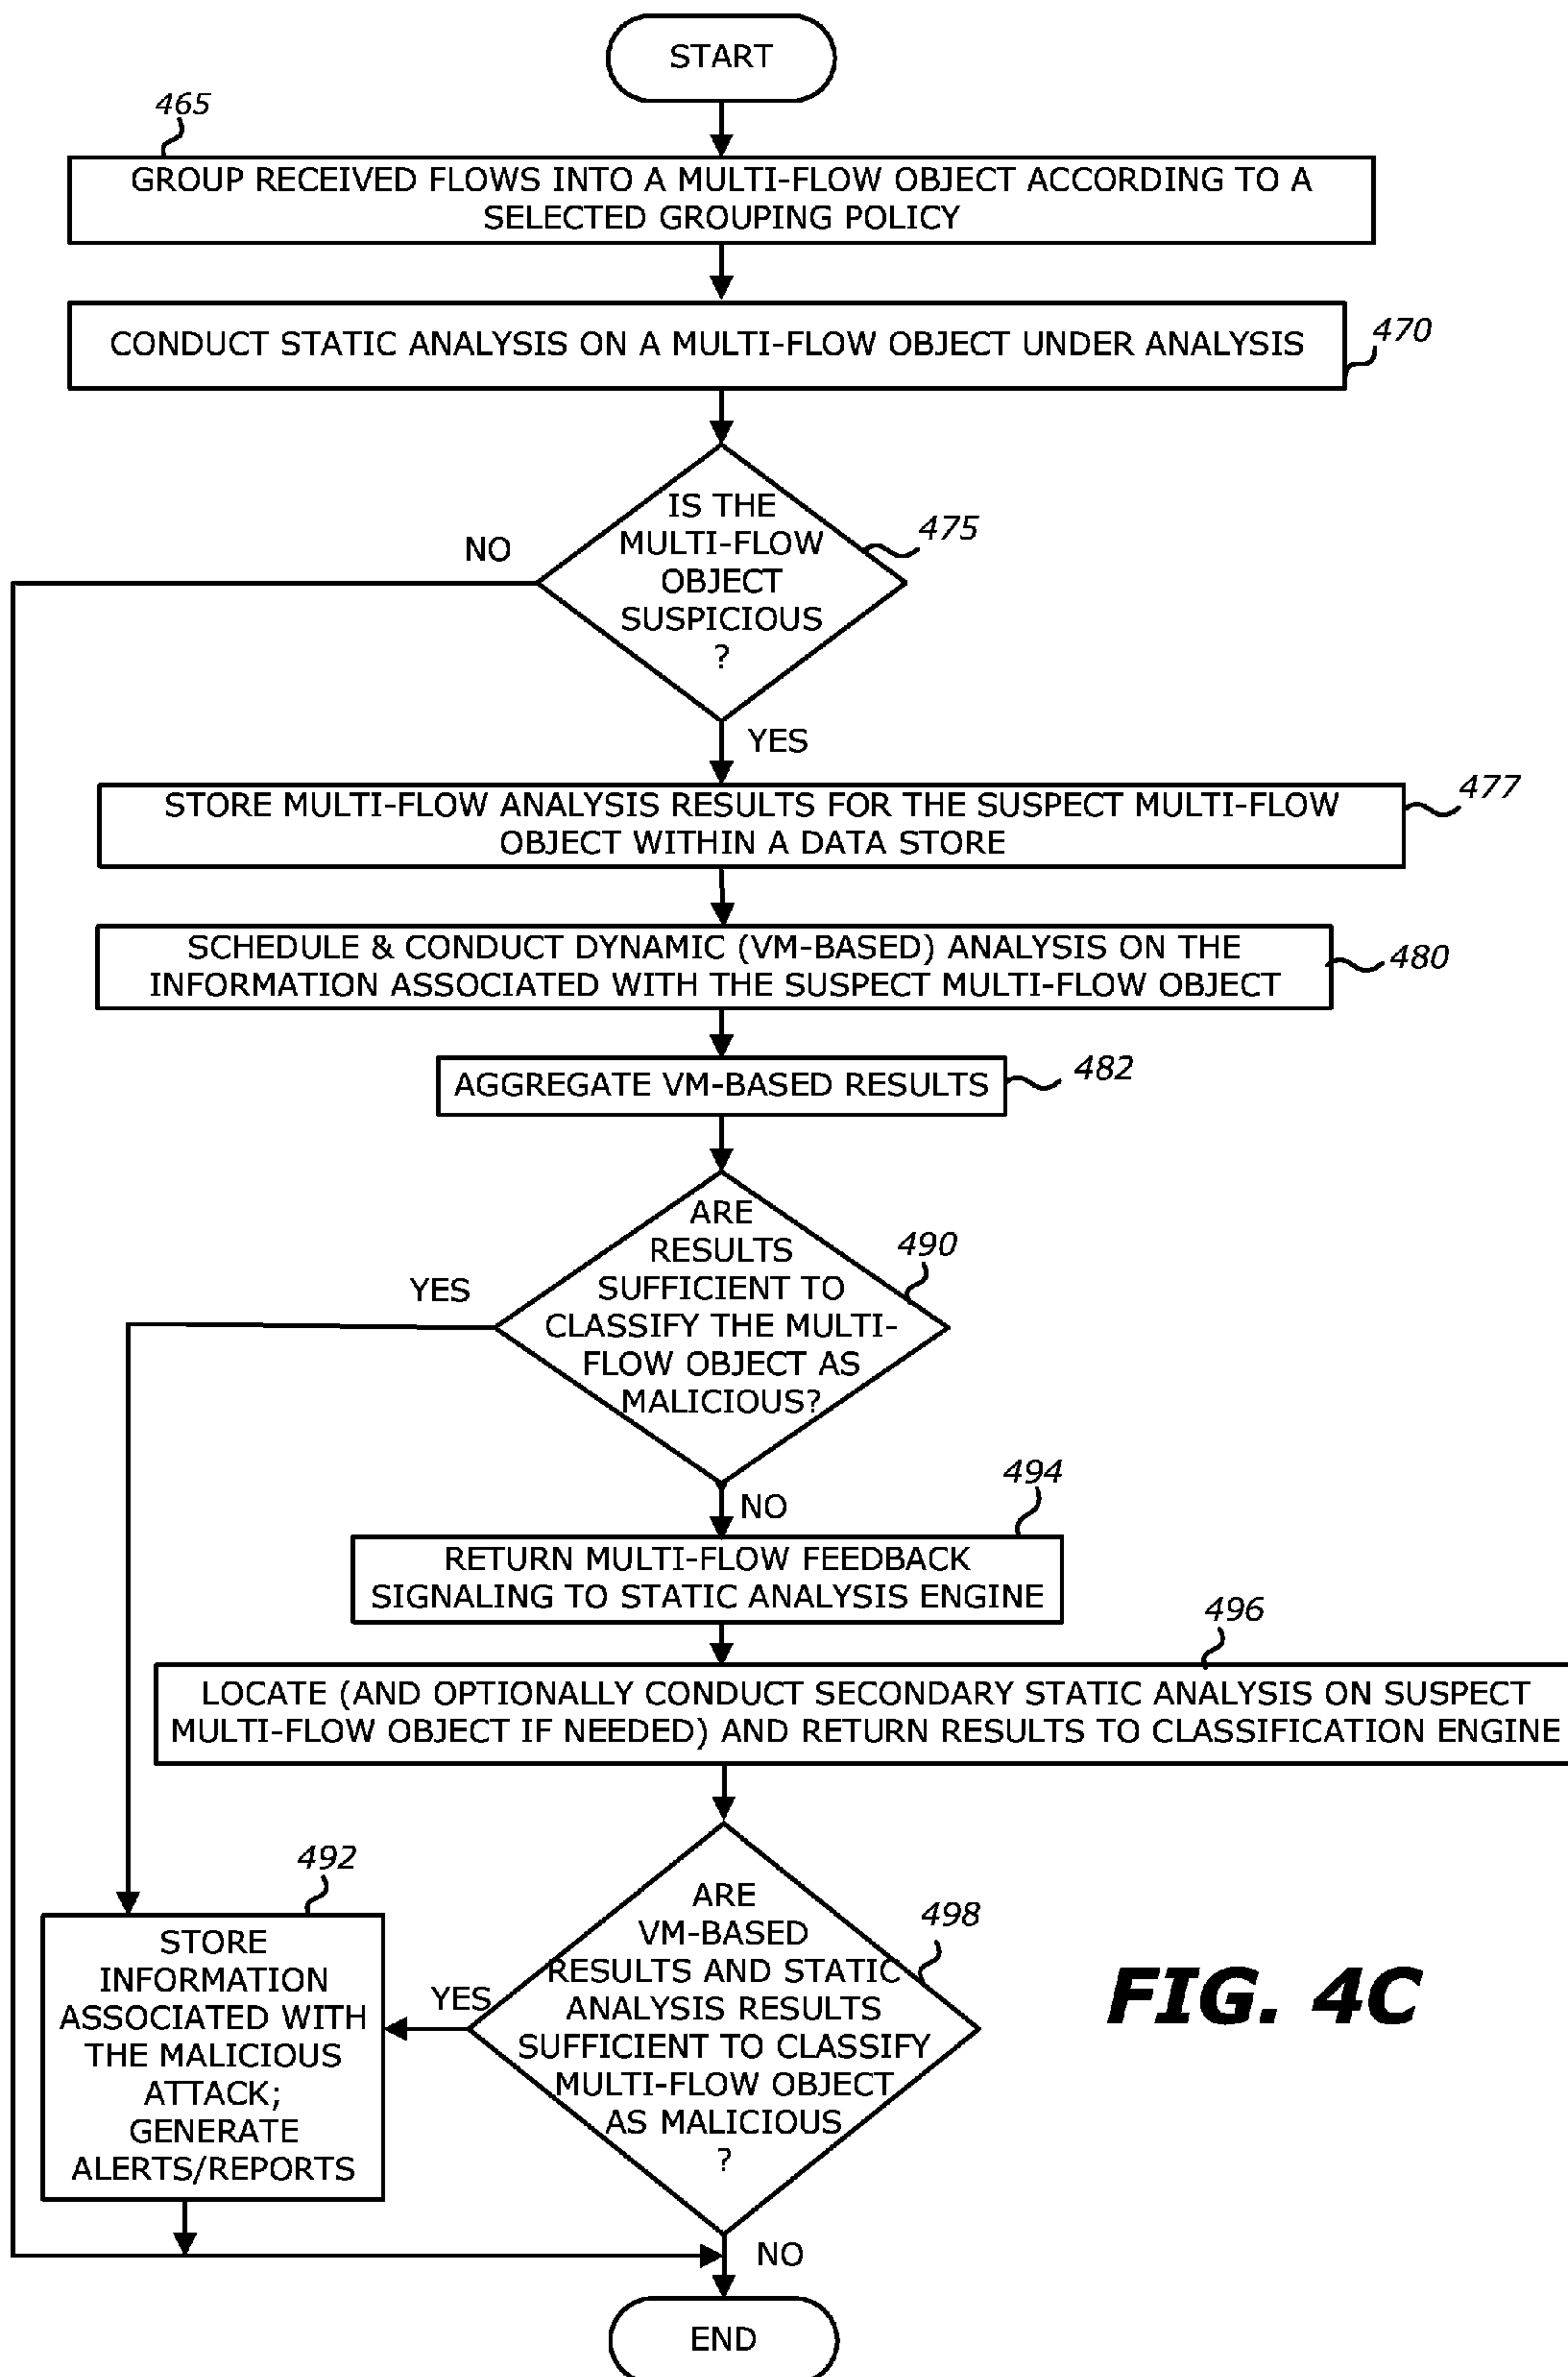 START
465
GROUP RECEIVED FLOWS INTO A MULTI-FLOW OBJECT ACCORDING TO A
SELECTED GROUPING POLICY
CONDUCT STATIC ANALYSIS ON A MULTI-FLOW OBJECT UNDER ANALYSIS
470
IS THE
MULTI-FLOW
OBJECT
SUSPICIOUS
?
475
NO
YES
STORE MULTI-FLOW ANALYSIS RESULTS FOR THE SUSPECT MULTI-FLOW
OBJECT WITHIN A DATA STORE
477
SCHEDULE & CONDUCT DYNAMIC (VM-BASED) ANALYSIS ON THE
INFORMATION ASSOCIATED WITH THE SUSPECT MULTI-FLOW OBJECT
480
AGGREGATE VM-BASED RESULTS
482
ARE
RESULTS
SUFFICIENT TO
CLASSIFY THE MULTI-
FLOW OBJECT AS
MALICIOUS?
490
YES
NO
494
RETURN MULTI-FLOW FEEDBACK
SIGNALING TO STATIC ANALYSIS ENGINE
496
LOCATE (AND OPTIONALLY CONDUCT SECONDARY STATIC ANALYSIS ON SUSPECT
MULTI-FLOW OBJECT IF NEEDED) AND RETURN RESULTS TO CLASSIFICATION ENGINE
492
STORE
INFORMATION
ASSOCIATED WITH
THE MALICIOUS
ATTACK;
GENERATE
ALERTS/REPORTS
YES
ARE
VM-BASED
RESULTS AND STATIC
ANALYSIS RESULTS
SUFFICIENT TO CLASSIFY
MULTI-FLOW OBJECT
AS MALICIOUS
?
498
FIG. 4C
NO
END